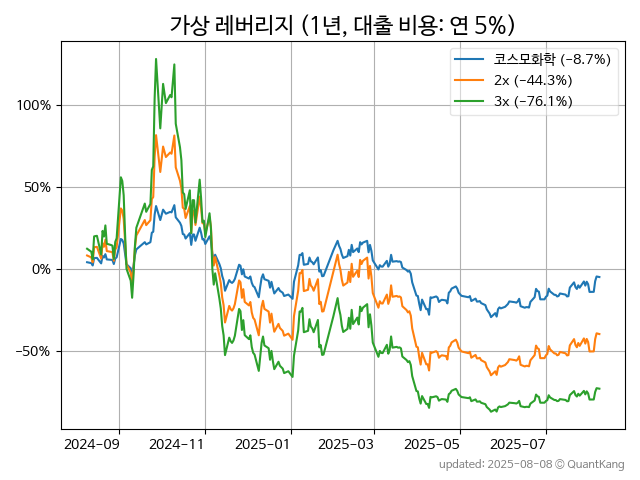 가상 레버리지 (1년, 대출 비용: 연 5%)
코스모화학 (−8.7%)
2x (−44.3%)
3x (−76.1%)
100%
50%
0%
−50%
2024-09
2024-11
2025-01
2025-03
2025-05
2025-07
updated: 2025-08-08 © QuantKang